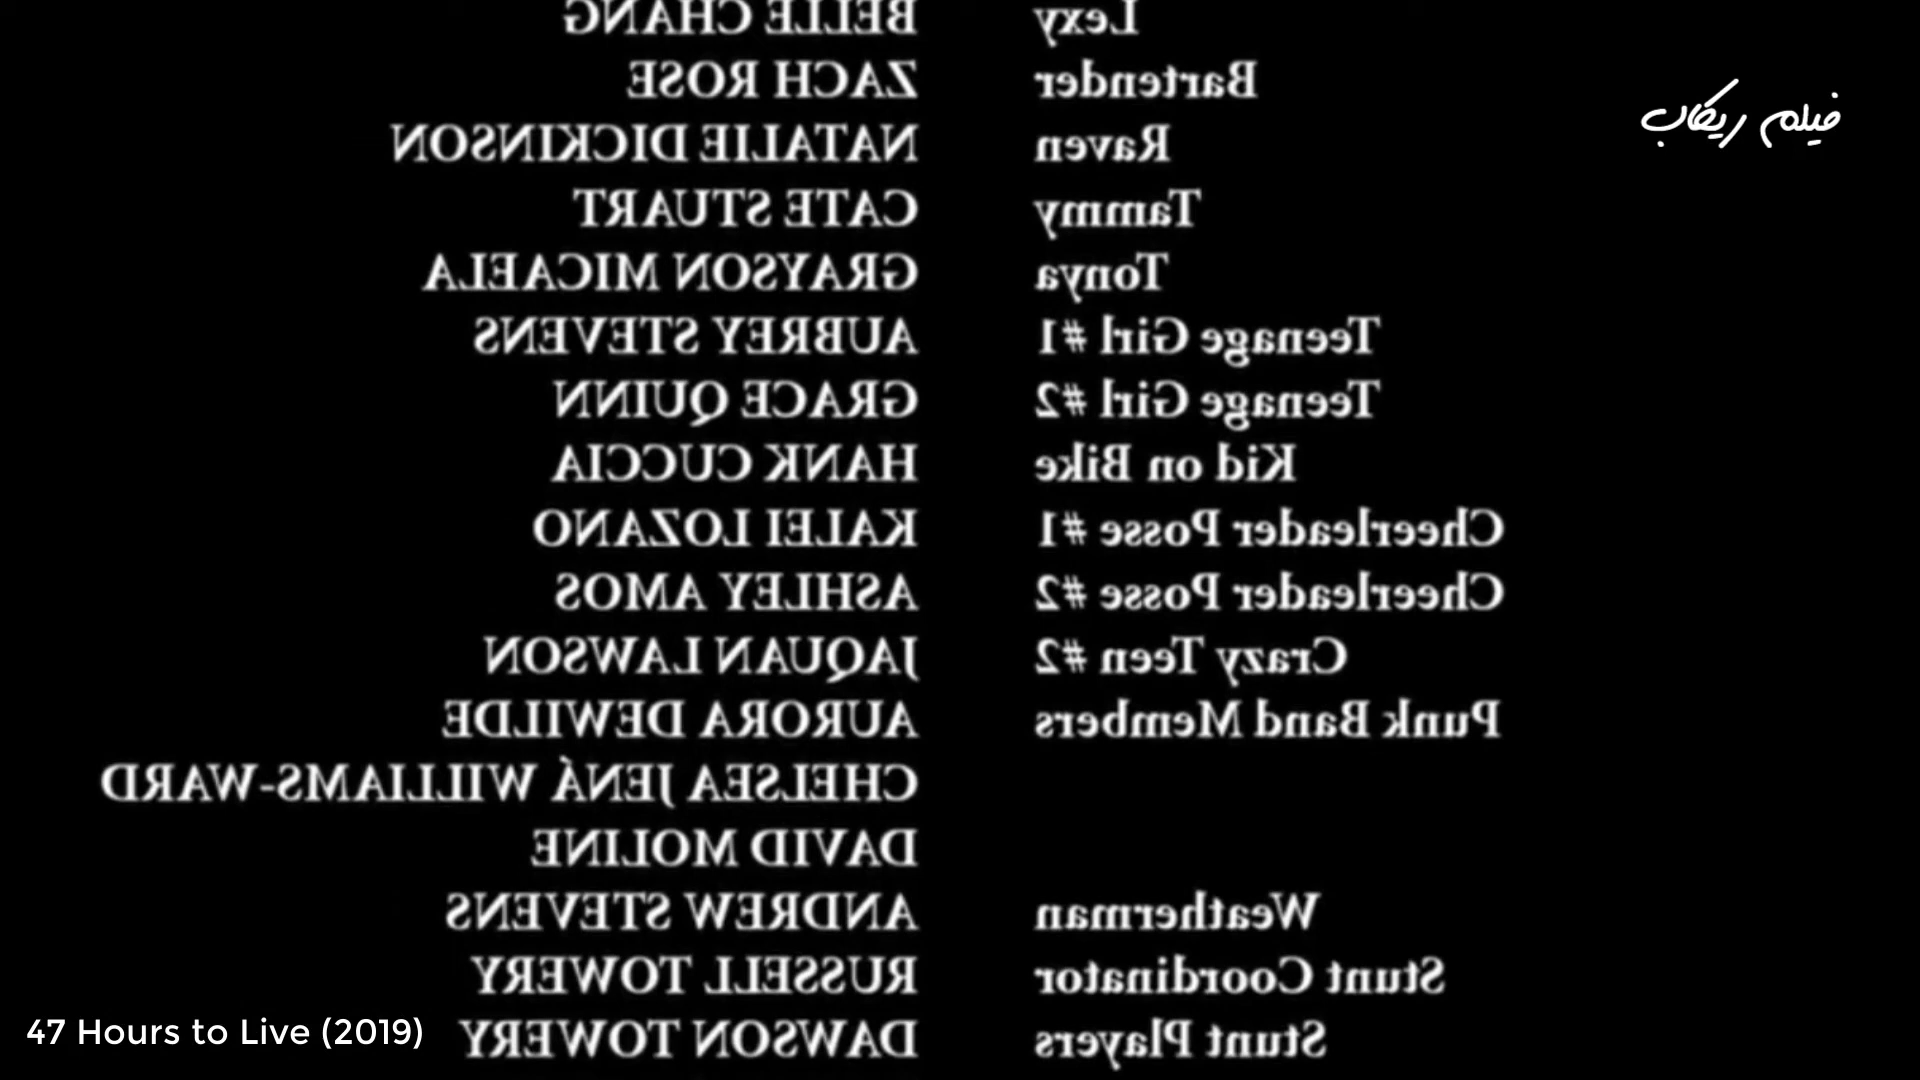 Lexy BELLE CHANG
Bartender ZACH ROSE
Raven NATALIE DICKINSON
Tammy CATE STUART
Tonya GRAYSON MICAELA
Teenage Girl #1 AUBREY STEVENS
Teenage Girl #2 GRACE QUINN
Kid on Bike HANK CUCCIA
Cheerleader Posse #1 KALEI LOZANO
Cheerleader Posse #2 ASHLEY AMOS
Crazy Teen #2 JAQUAN LAWSON
Punk Band Members AURORA DEWILDE
CHELSEA JENÁ WILLIAMS-WARD
DAVID MOLINE
Weatherman ANDREW STEVENS
Stunt Coordinator RUSSELL TOWERY
Stunt Players DAWSON TOWERY
فیلم ریکاب
47 Hours to Live (2019)